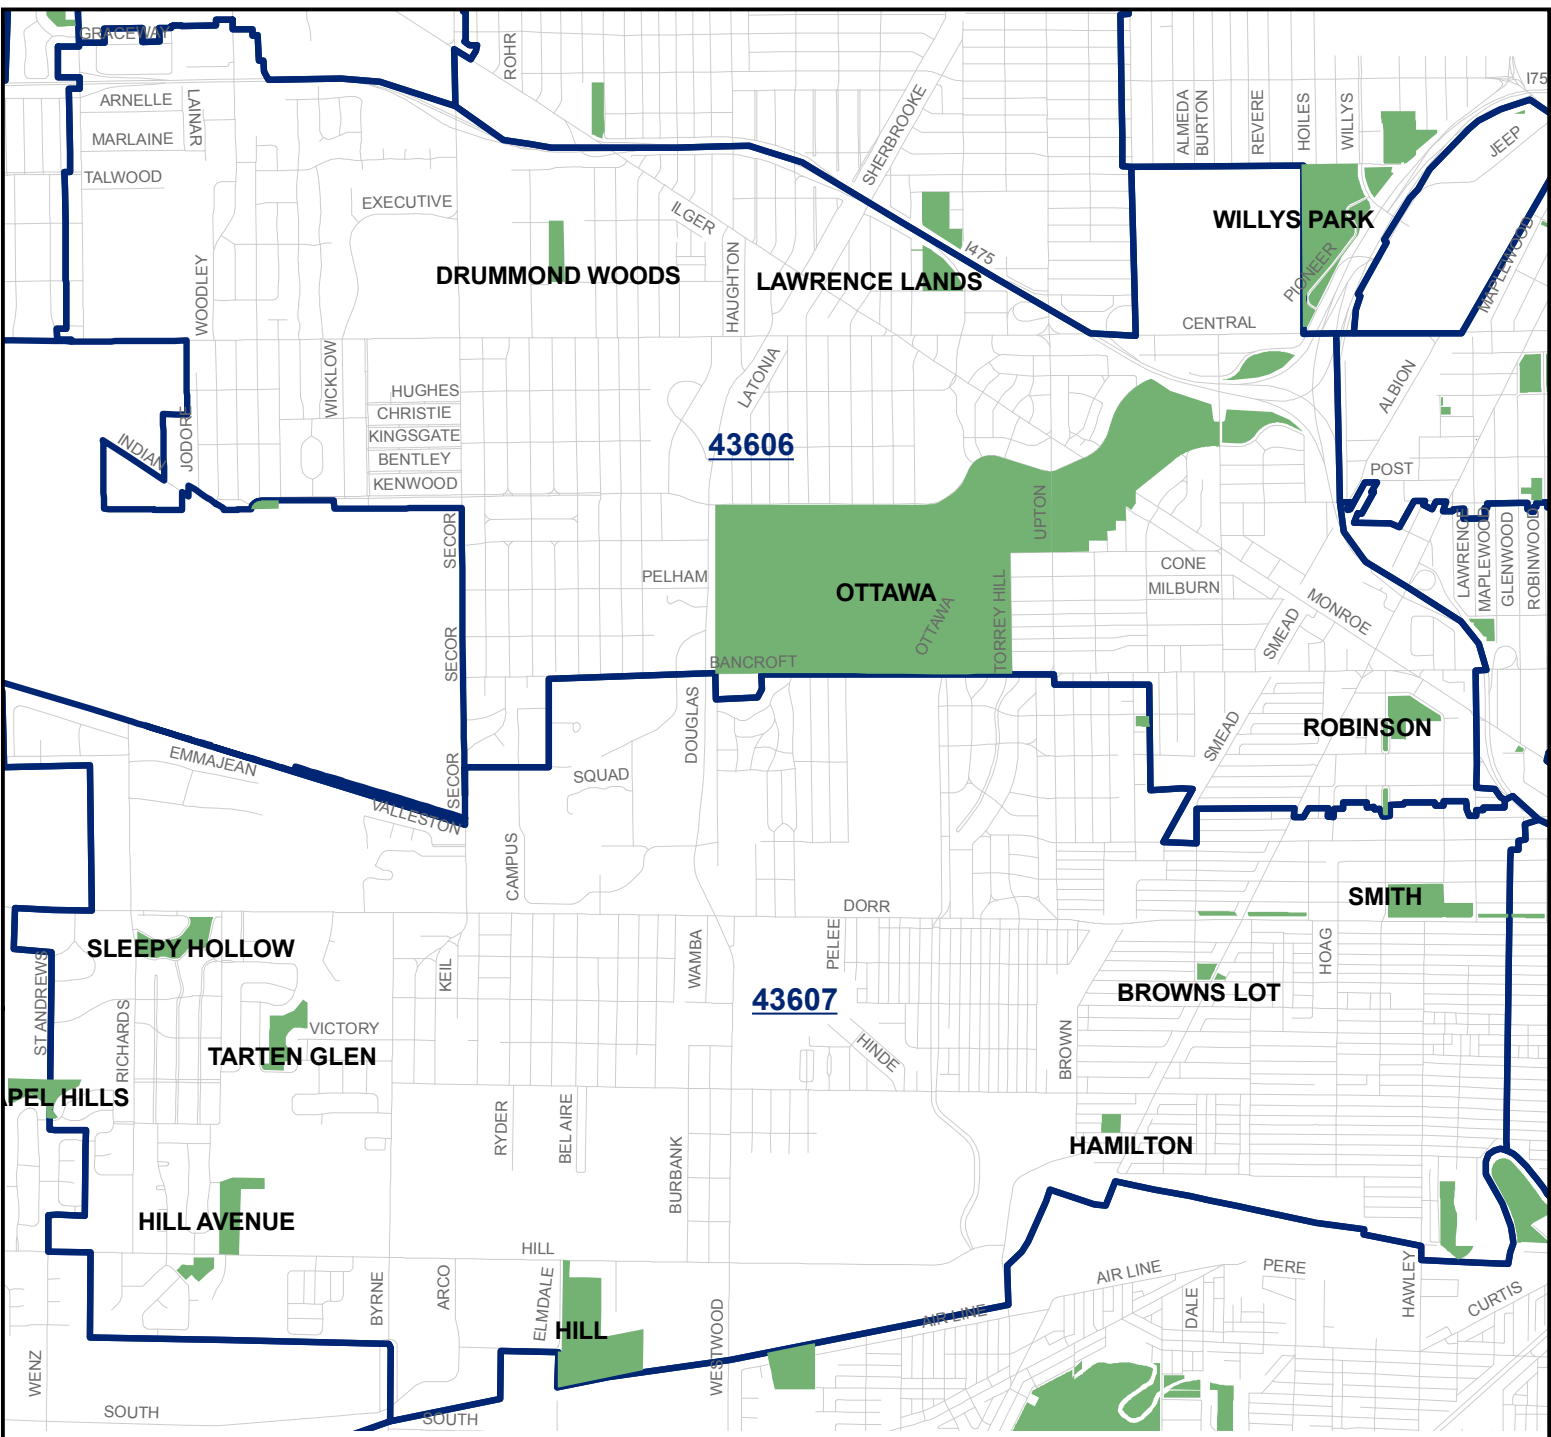 GRACEWAY
ROHR
I75
ARNELLE
LAINAR
ALMEDA
BURTON
REVERE
HOILES
WILLYS
SHERBROOKE
MARLAINE
JEEP
TALWOOD
EXECUTIVE
ILGER
WILLYS PARK
I475
PIONEER
MAPLEWOOD
HAUGHTON
WOODLEY
DRUMMOND WOODS
LAWRENCE LANDS
CENTRAL
WICKLOW
LATONIA
ALBION
HUGHES
CHRISTIE
KINGSGATE
BENTLEY
KENWOOD
INDIAN
43606
POST
SECOR
UPTON
LAWRENCE
MAPLEWOOD
GLENWOOD
ROBINWOOD
PELHAM
OTTAWA
OTTAWA
TORREY HILL
CONE
MILBURN
MONROE
SMEAD
SECOR
BANCROFT
DOUGLAS
SMEAD
ROBINSON
EMMAJEAN
SECOR
SQUAD
VALLESTON
CAMPUS
DORR
SMITH
SLEEPY HOLLOW
ST ANDREWS
KEIL
WAMBA
PELEE
HOAG
43607
BROWNS LOT
RICHARDS
VICTORY
TARTEN GLEN
HINDE
BROWN
APEL HILLS
RYDER
BEL AIRE
BURBANK
HAMILTON
HILL AVENUE
HILL
BYRNE
ARCO
ELMDALE
HILL
WESTWOOD
AIR LINE
AIR LINE
PERE
DALE
HAWLEY
CURTIS
WENZ
SOUTH
SOUTH